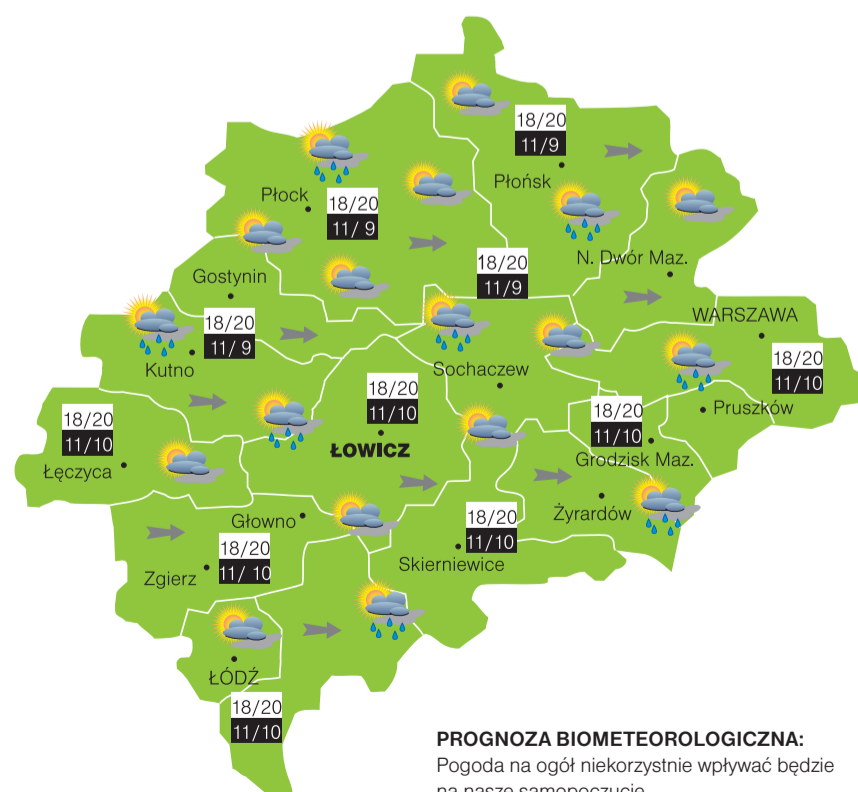 18/20
11/9
Płońsk
Płock
18/20
11/ 9
N. Dwór Maz.
18/20
11/9
Gostynin
WARSZAWA
18/20
11/ 9
Kutno
Sochaczew
18/20
11/10
18/20
11/10
Pruszków
18/20
11/10
ŁOWICZ
18/20
11/10
Grodzisk Maz.
Łęczyca
Żyrardów
Głowno
18/20
11/10
Skierniewice
18/20
11/ 10
Zgierz
ŁÓDŹ
18/20
11/10
PROGNOZA BIOMETEOROLOGICZNA:
Pogoda na ogół niekorzystnie wpływać będzie
na nasze samopoczucie